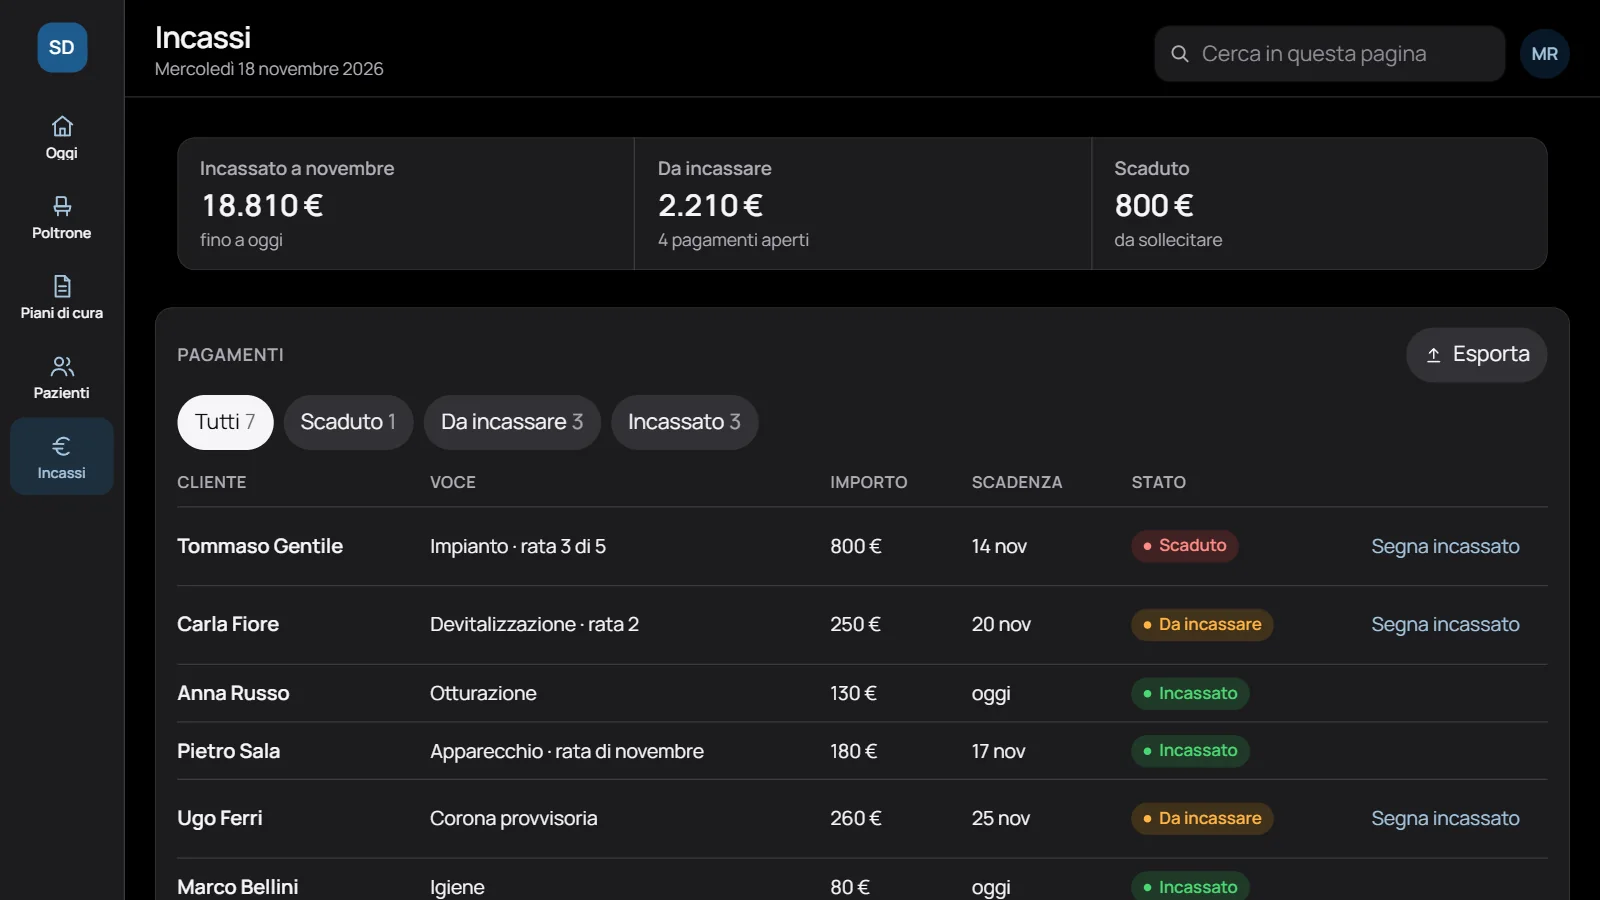 SD
Oggi
Poltrone
Piani di cura
Pazienti
Incassi
Incassi
Mercoledì 18 novembre 2026
Cerca in questa pagina
MR
Incassato a novembre
18.810 €
fino a oggi
Da incassare
2.210 €
4 pagamenti aperti
Scaduto
800 €
da sollecitare
PAGAMENTI
Esporta
Tutti 7
Scaduto 1
Da incassare 3
Incassato 3
CLIENTE VOCE IMPORTO SCADENZA STATO
Tommaso Gentile Impianto · rata 3 di 5 800 € 14 nov Scaduto Segna incassato
Carla Fiore Devitalizzazione · rata 2 250 € 20 nov Da incassare Segna incassato
Anna Russo Otturazione 130 € oggi Incassato
Pietro Sala Apparecchio · rata di novembre 180 € 17 nov Incassato
Ugo Ferri Corona provvisoria 260 € 25 nov Da incassare Segna incassato
Marco Bellini Igiene 80 € oggi Incassato